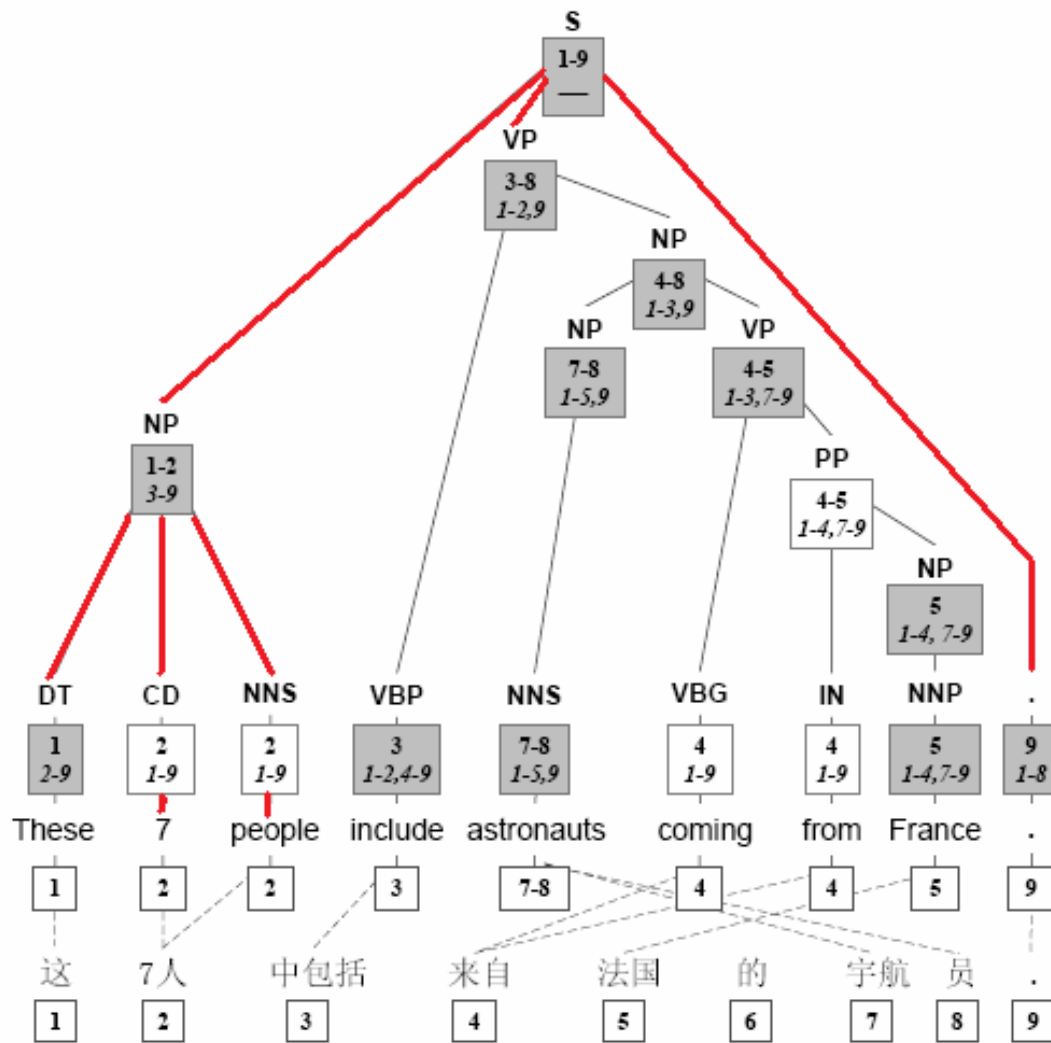 S
1-9
—
VP
3-8
1-2,9
NP
4-8
1-3,9
NP VP
7-8 4-5
1-5,9 1-3,7-9
NP PP
1-2 4-5
3-9 1-4,7-9
NP
5
1-4, 7-9
DT CD NNS VBP NNS VBG IN NNP .
1 2 2 3 7-8 4 4 5 9
2-9 1-9 1-9 1-2,4-9 1-5,9 1-9 1-9 1-4,7-9 1-8
These 7 people include astronauts coming from France .
1 2 2 3 7-8 4 4 5 9
这 7人 中包括 来自 法国 的 宇航 员 .
1 2 3 4 5 6 7 8 9